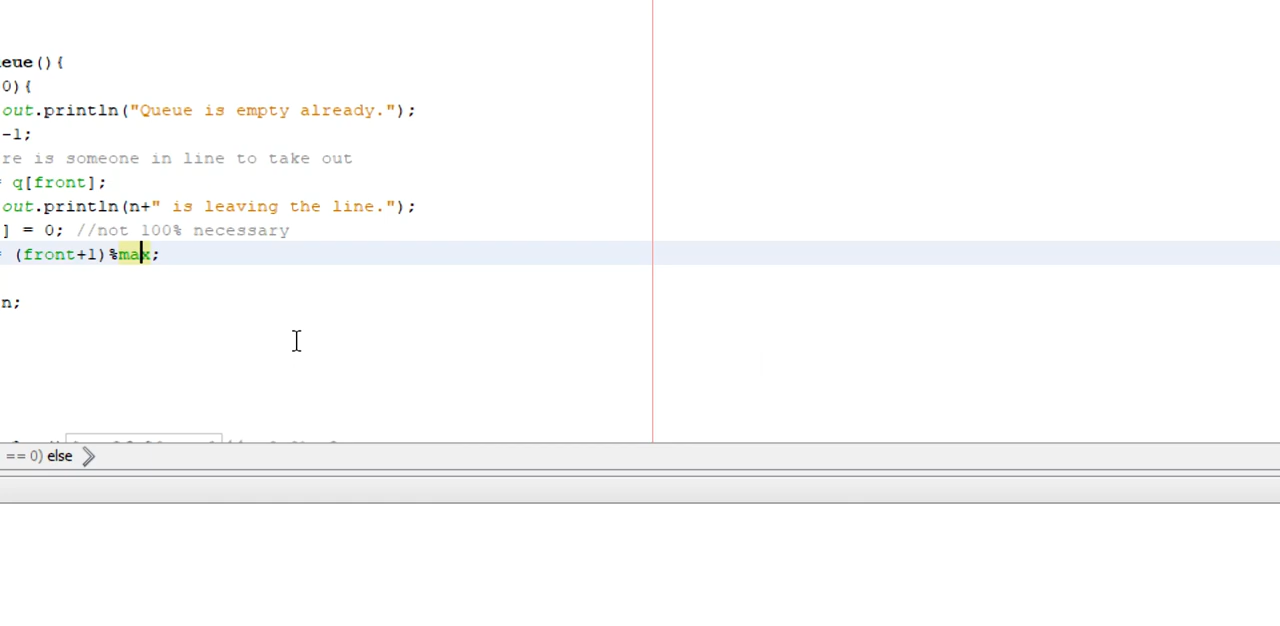 eue(){
0){
out.println("Queue is empty already.");
-1;
re is someone in line to take out
= q[front];
out.println(n+" is leaving the line.");
] = 0; //not 100% necessary
= (front+1)%max;
n;
== 0) else